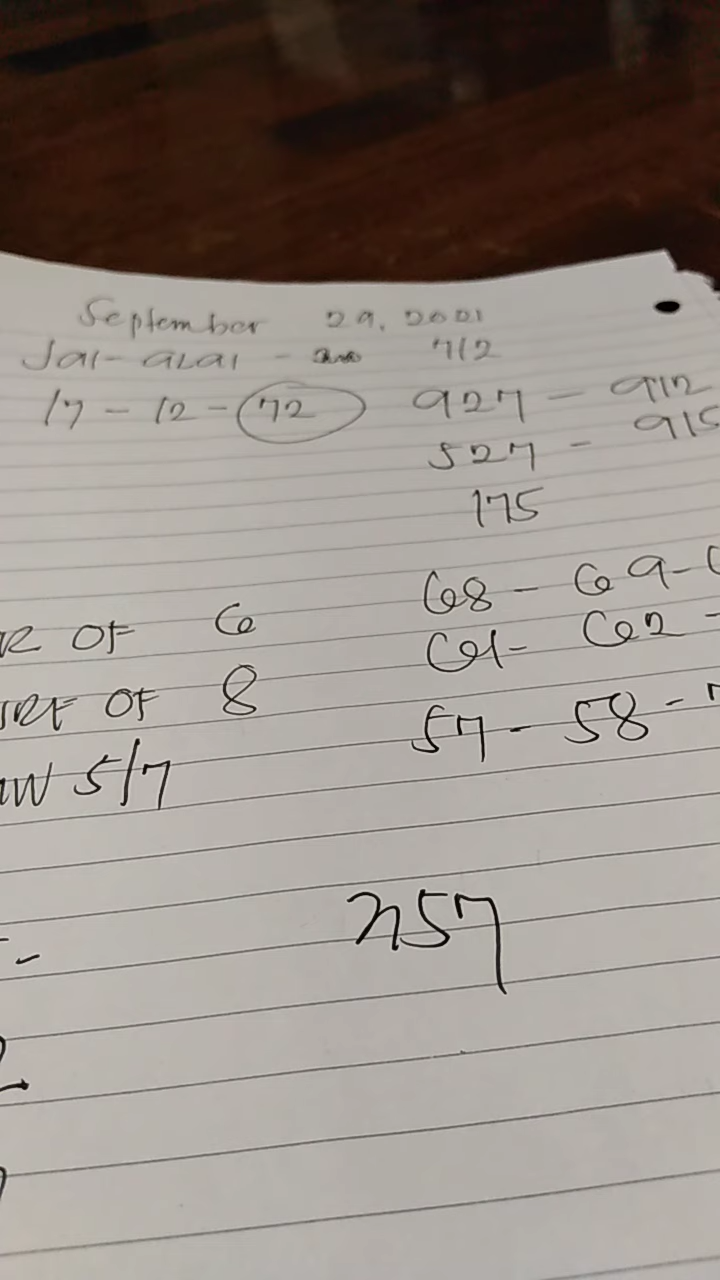 September 29, 2021
Jai-alai - 712
17 - 12 - 72 927 - 912
527 - 915
175
68 - 69 -
OF 6
61 - 62 -
OF 8
57 - 58 -
5/7
257